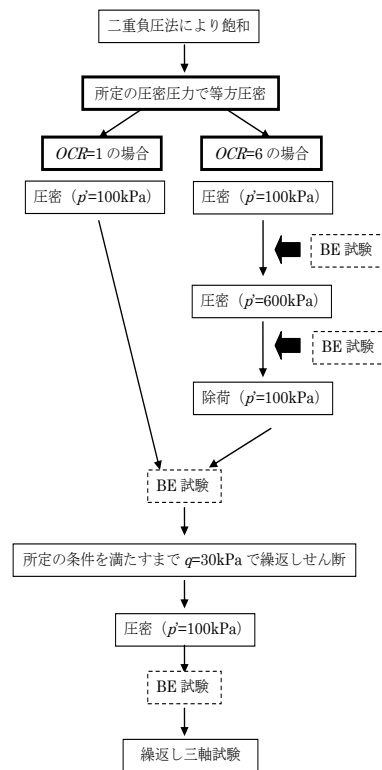 二重負圧法により飽和
所定の圧密圧力で等方圧密
OCR=1 の場合
OCR=6 の場合
圧密（p'=100kPa）
圧密（p'=100kPa）
BE 試験
圧密（p'=600kPa）
BE 試験
除荷（p'=100kPa）
BE 試験
所定の条件を満たすまで q=30kPa で繰返しせん断
圧密（p'=100kPa）
BE 試験
繰返し三軸試験